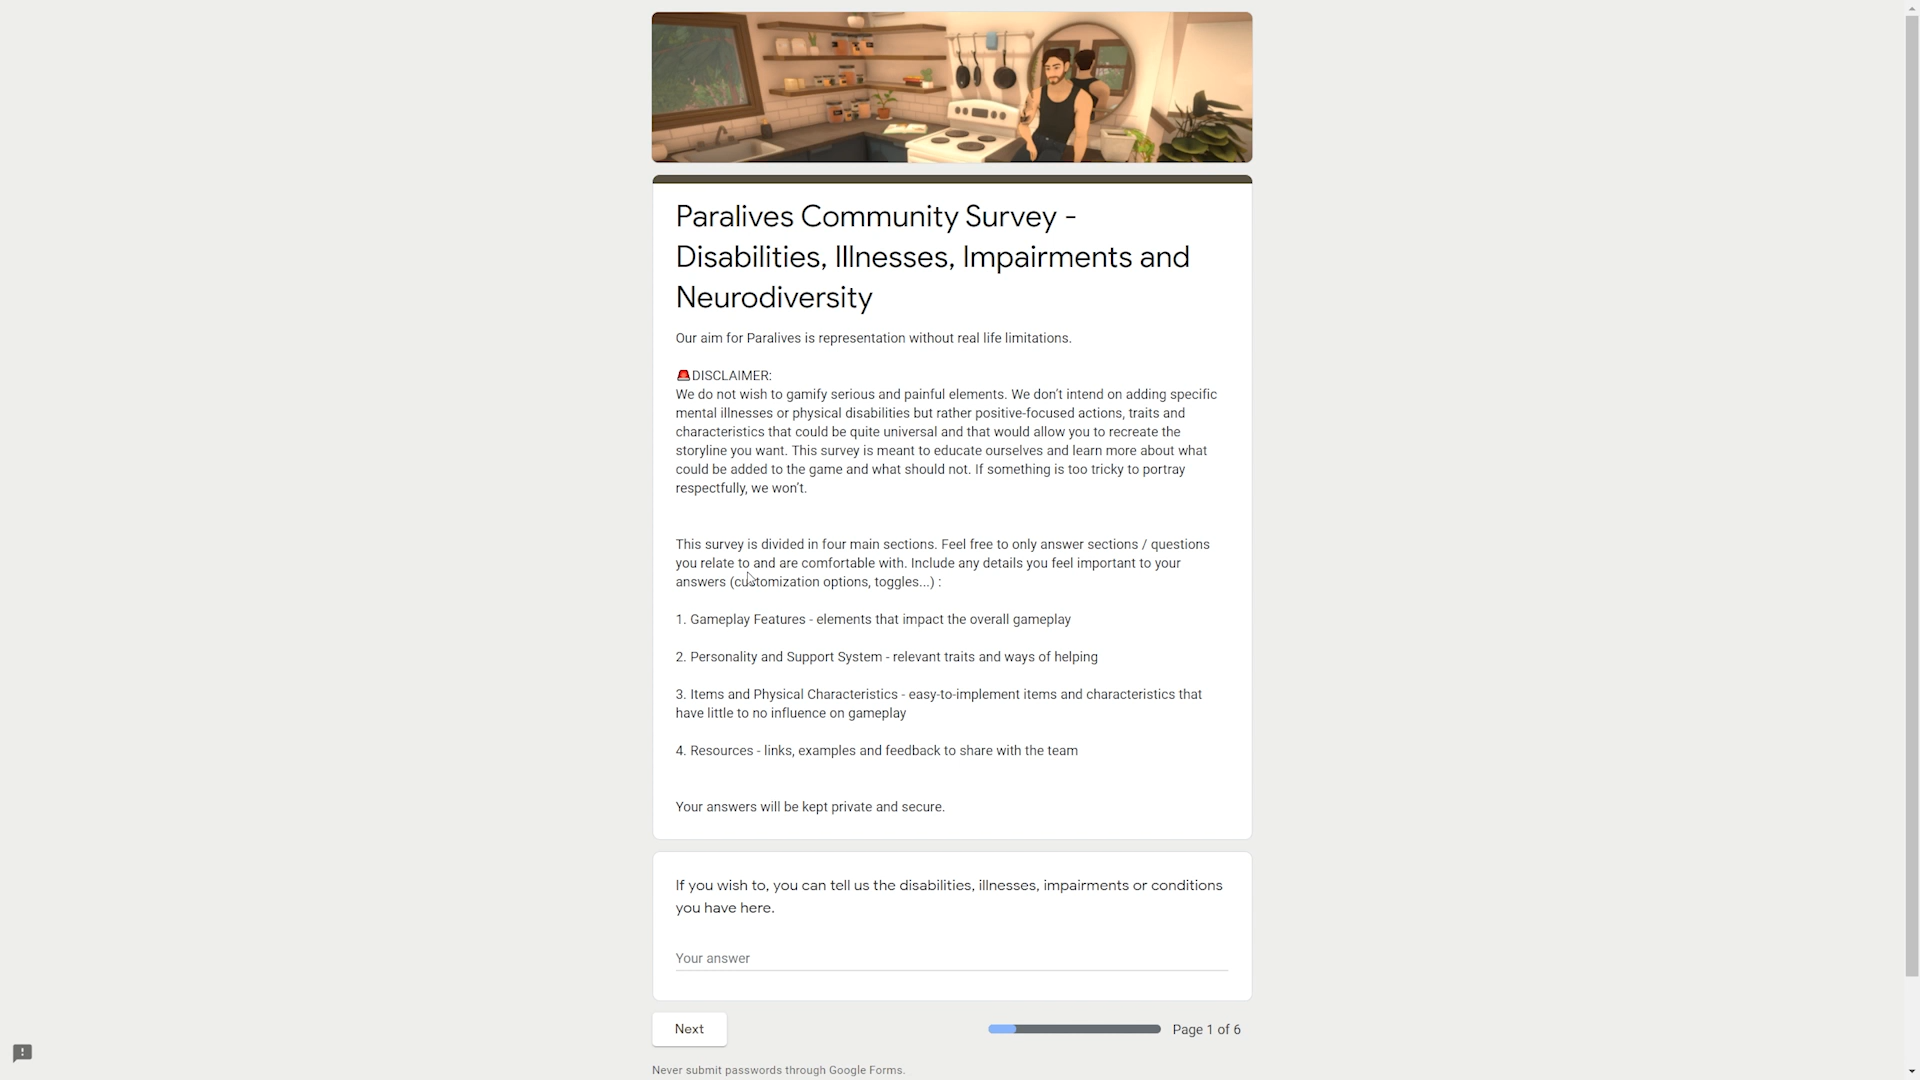 Paralives Community Survey -
Disabilities, Illnesses, Impairments and
Neurodiversity
Our aim for Paralives is representation without real life limitations.
🚨DISCLAIMER:
We do not wish to gamify serious and painful elements. We don't intend on adding specific
mental illnesses or physical disabilities but rather positive-focused actions, traits and
characteristics that could be quite universal and that would allow you to recreate the
storyline you want. This survey is meant to educate ourselves and learn more about what
could be added to the game and what should not. If something is too tricky to portray
respectfully, we won't.
This survey is divided in four main sections. Feel free to only answer sections / questions
you relate to and are comfortable with. Include any details you feel important to your
answers (customization options, toggles...) :
1. Gameplay Features - elements that impact the overall gameplay
2. Personality and Support System - relevant traits and ways of helping
3. Items and Physical Characteristics - easy-to-implement items and characteristics that
have little to no influence on gameplay
4. Resources - links, examples and feedback to share with the team
Your answers will be kept private and secure.
If you wish to, you can tell us the disabilities, illnesses, impairments or conditions
you have here.
Your answer
Next
Page 1 of 6
Never submit passwords through Google Forms.